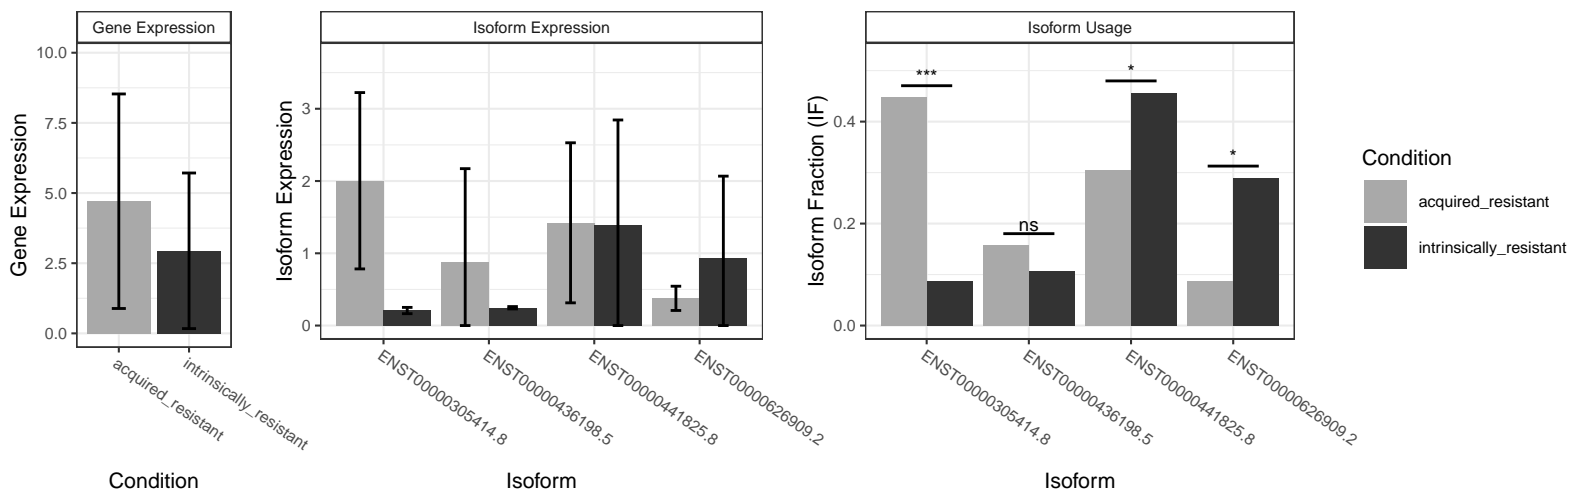 Gene Expression
Isoform Expression
Isoform Usage
Gene Expression
10.0
7.5
5.0
2.5
0.0
acquired_resistant
intrinsically_resistant
Condition
Isoform Expression
3
2
1
0
ENST00000305414.8
ENST00000436198.5
ENST00000441825.8
ENST00000626909.2
Isoform
Isoform Fraction (IF)
0.4
0.2
0.0
***
ns
*
*
ENST00000305414.8
ENST00000436198.5
ENST00000441825.8
ENST00000626909.2
Isoform
Condition
acquired_resistant
intrinsically_resistant